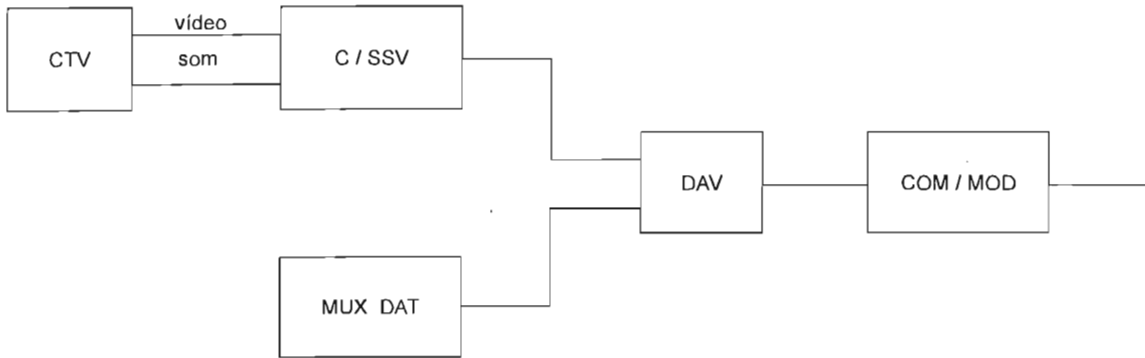 vídeo
CTV
som
C / SSV
DAV
COM / MOD
MUX DAT